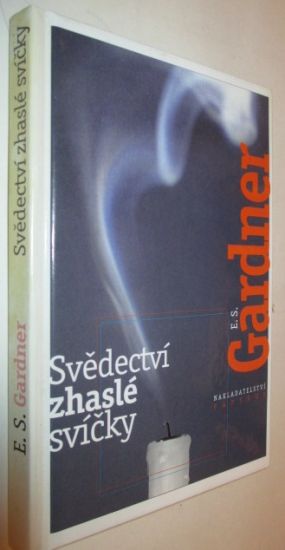 E. S. Gardner Svědectví zhaslé svíčky
E. S.
Gardner
Svědectví
zhaslé
svíčky
NAKLADATELSTVÍ